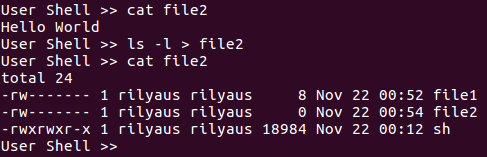 User Shell >> cat file2
Hello World
User Shell >> ls -l > file2
User Shell >> cat file2
total 24
-rw------- 1 rilyaus rilyaus     8 Nov 22 00:52 file1
-rw------- 1 rilyaus rilyaus     0 Nov 22 00:54 file2
-rwxrwxr-x 1 rilyaus rilyaus 18984 Nov 22 00:12 sh
User Shell >>